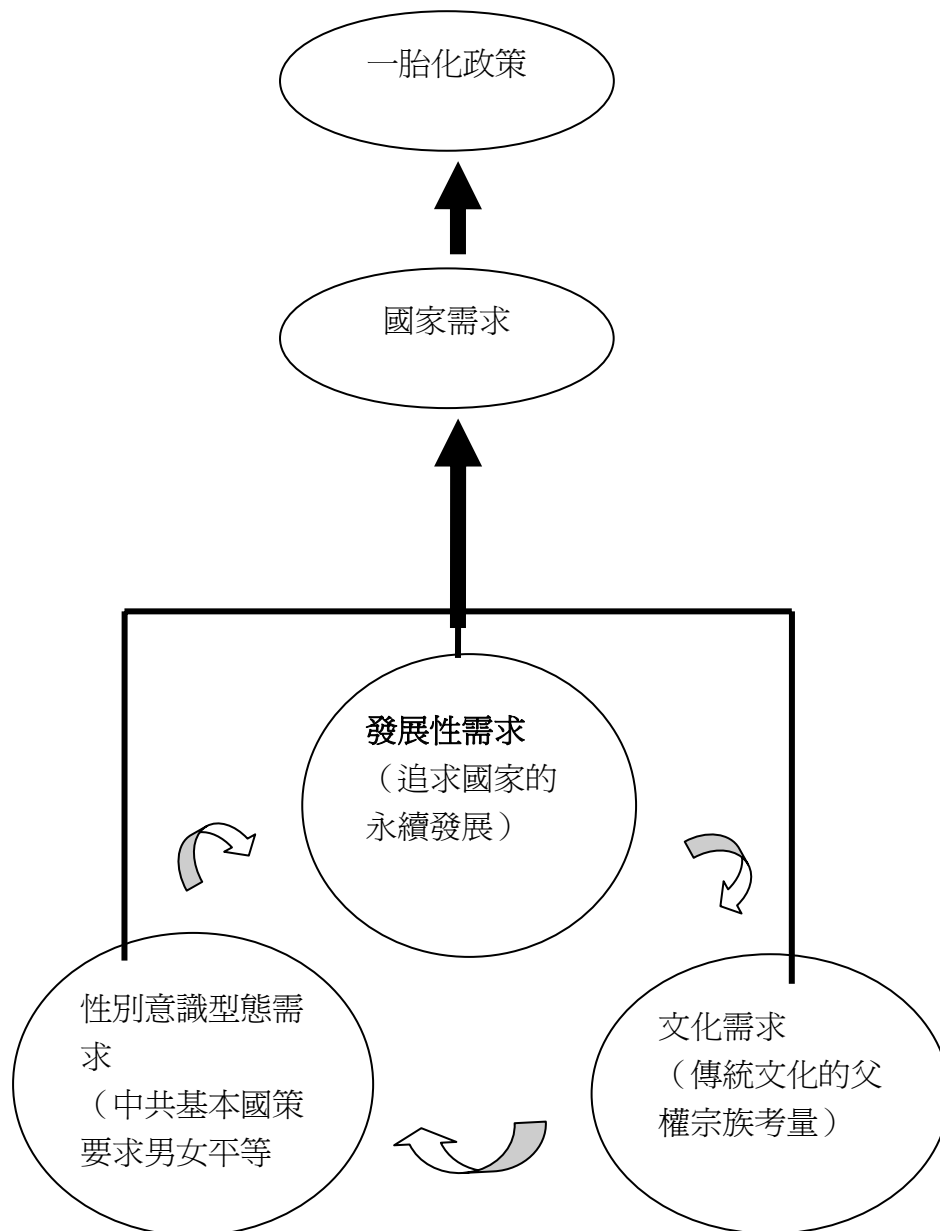 一胎化政策
國家需求
發展性需求
（追求國家的
永續發展）
性別意識型態需
求
（中共基本國策
要求男女平等
文化需求
（傳統文化的父
權宗族考量）